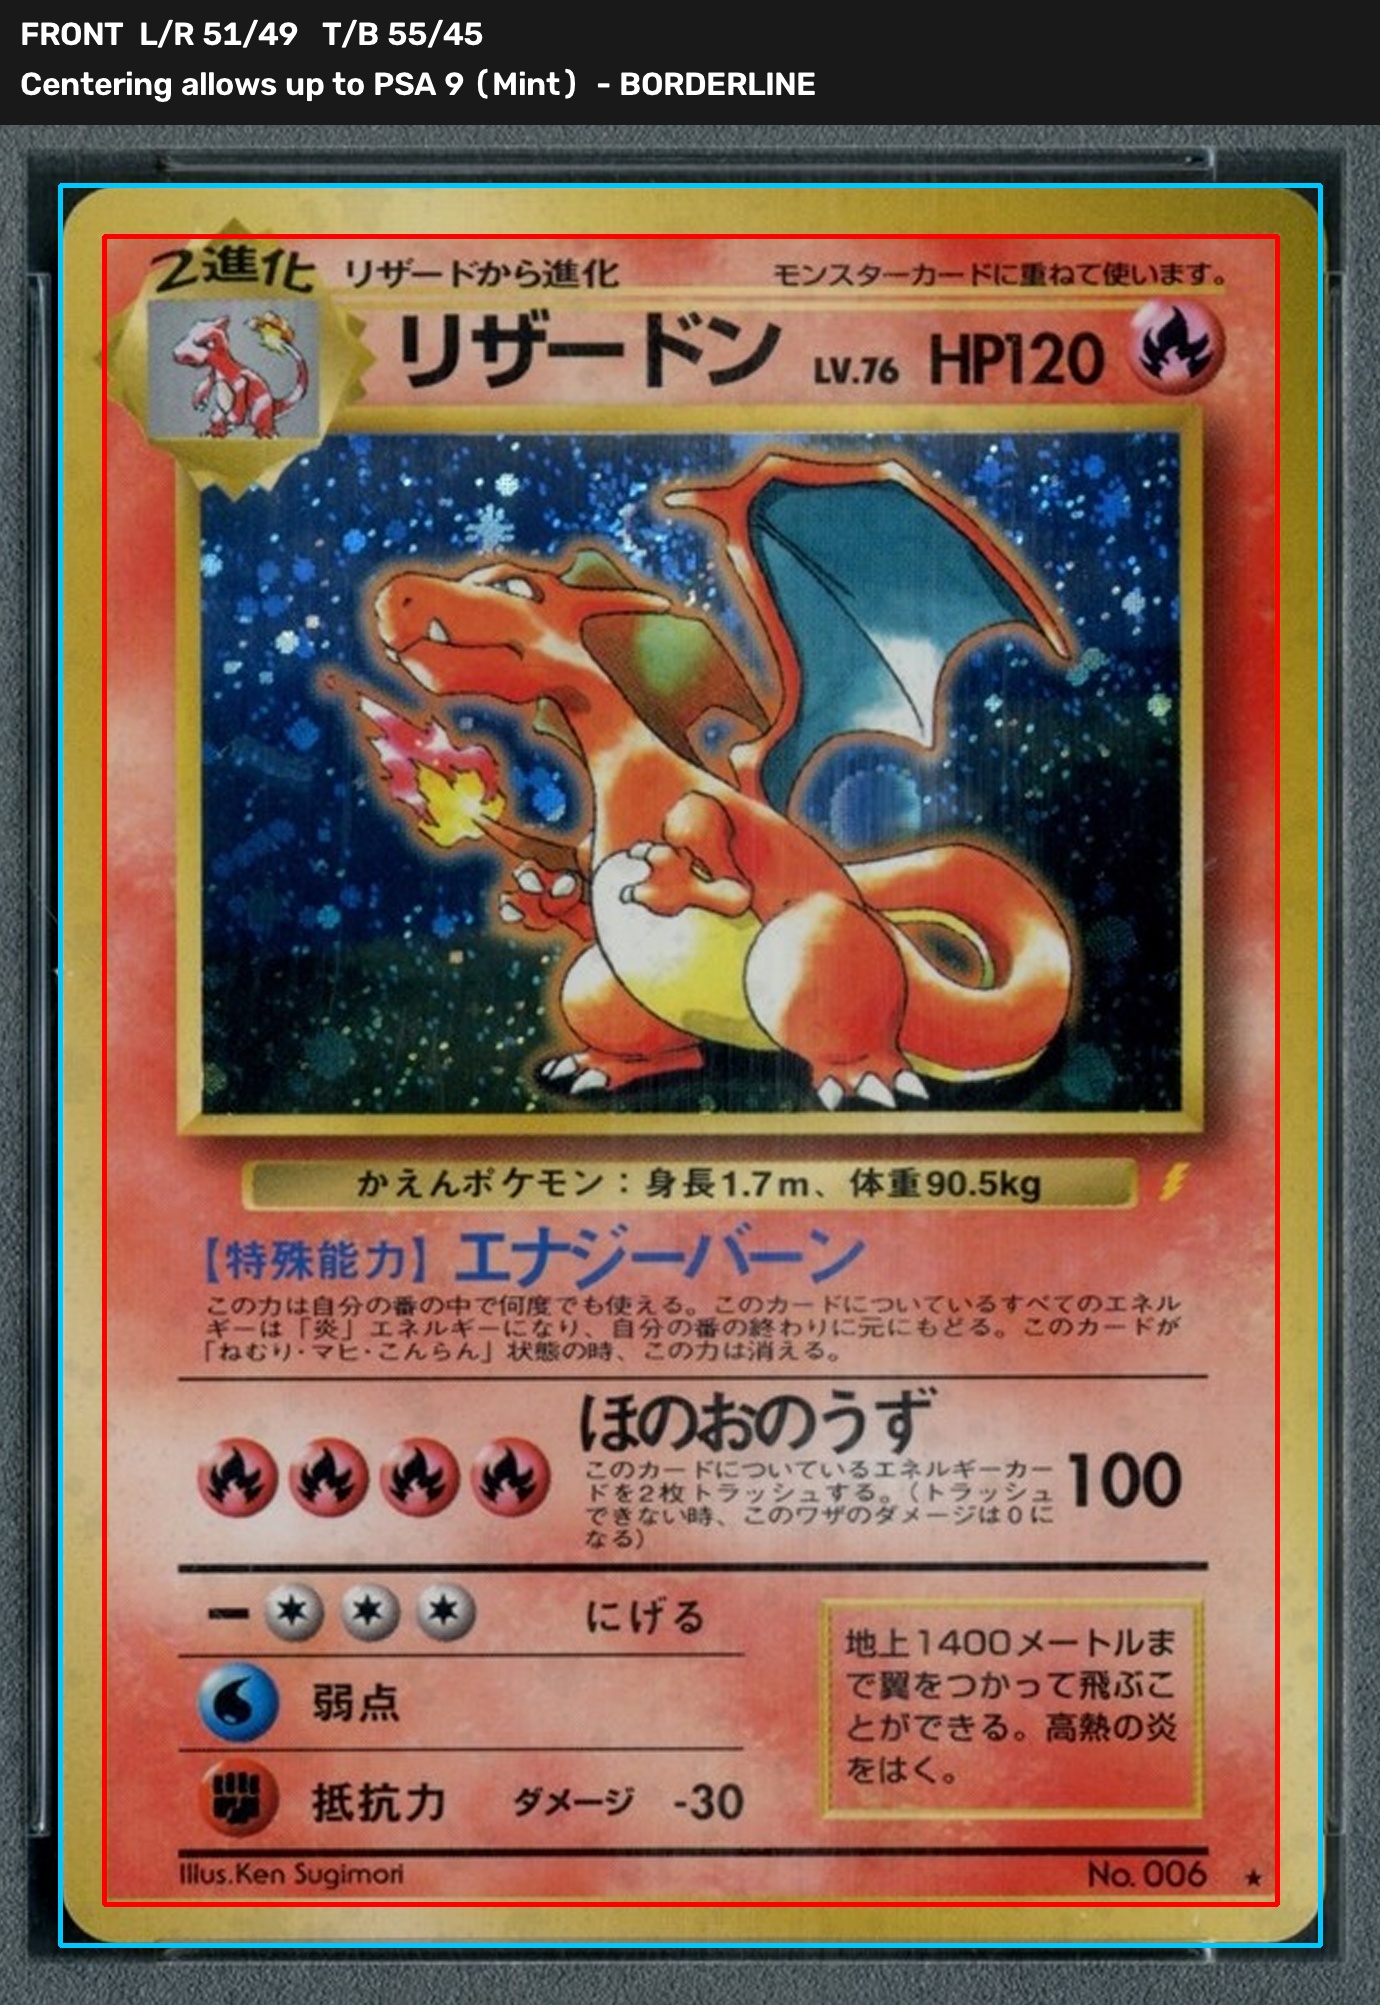 FRONT L/R 51/49 T/B 55/45
Centering allows up to PSA 9 (Mint) - BORDERLINE
2進化 リザードから進化 モンスターカードに重ねて使います。
リザードン LV.76 HP120
かえんポケモン：身長1.7m、体重90.5kg
【特殊能力】エナジーバーン
この力は自分の番の中で何度でも使える。このカードについているすべてのエネル
ギーは「炎」エネルギーになり、自分の番の終わりに元にもどる。このカードが
「ねむり・マヒ・こんらん」状態の時、この力は消える。
ほのおのうず
このカードについているエネルギーカー
ドを2枚トラッシュする。（トラッシュ
できない時、このワザのダメージは0に
なる）
100
にげる
弱点
抵抗力 ダメージ -30
地上1400メートルま
で翼をつかって飛ぶこ
とができる。高熱の炎
をはく。
Illus.Ken Sugimori No.006 ★